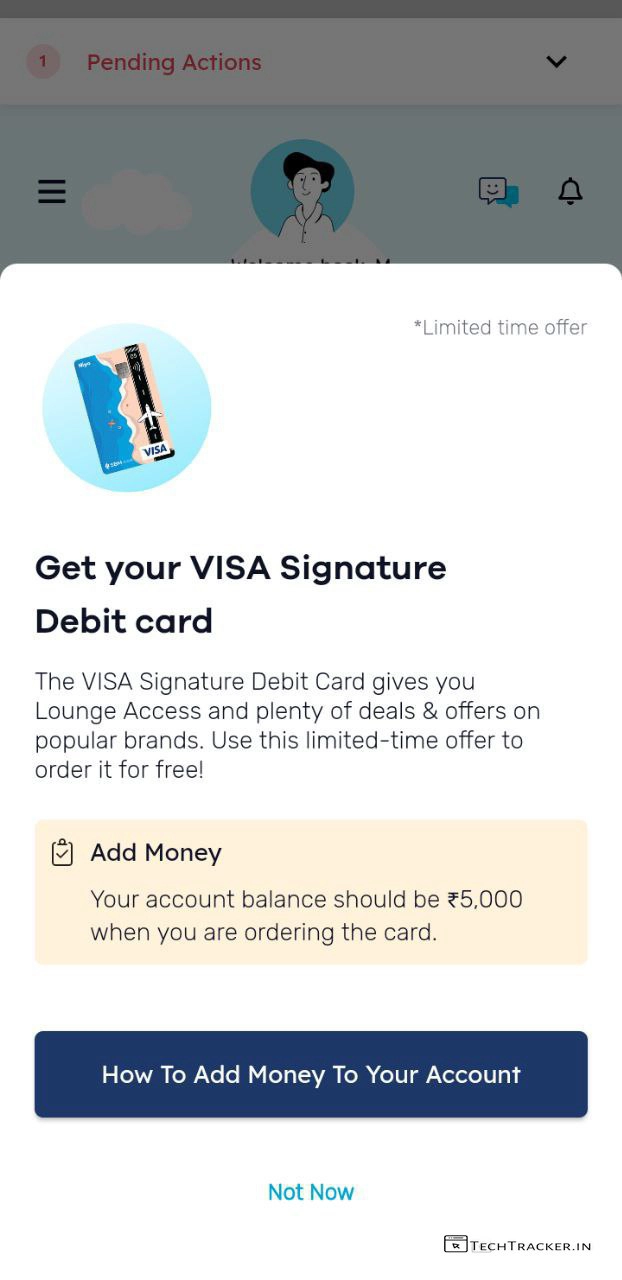 1 Pending Actions
*Limited time offer
VISA
Get your VISA Signature
Debit card
The VISA Signature Debit Card gives you
Lounge Access and plenty of deals & offers on
popular brands. Use this limited-time offer to
order it for free!
Add Money
Your account balance should be ₹5,000
when you are ordering the card.
How To Add Money To Your Account
Not Now
TECHTRACKER.IN